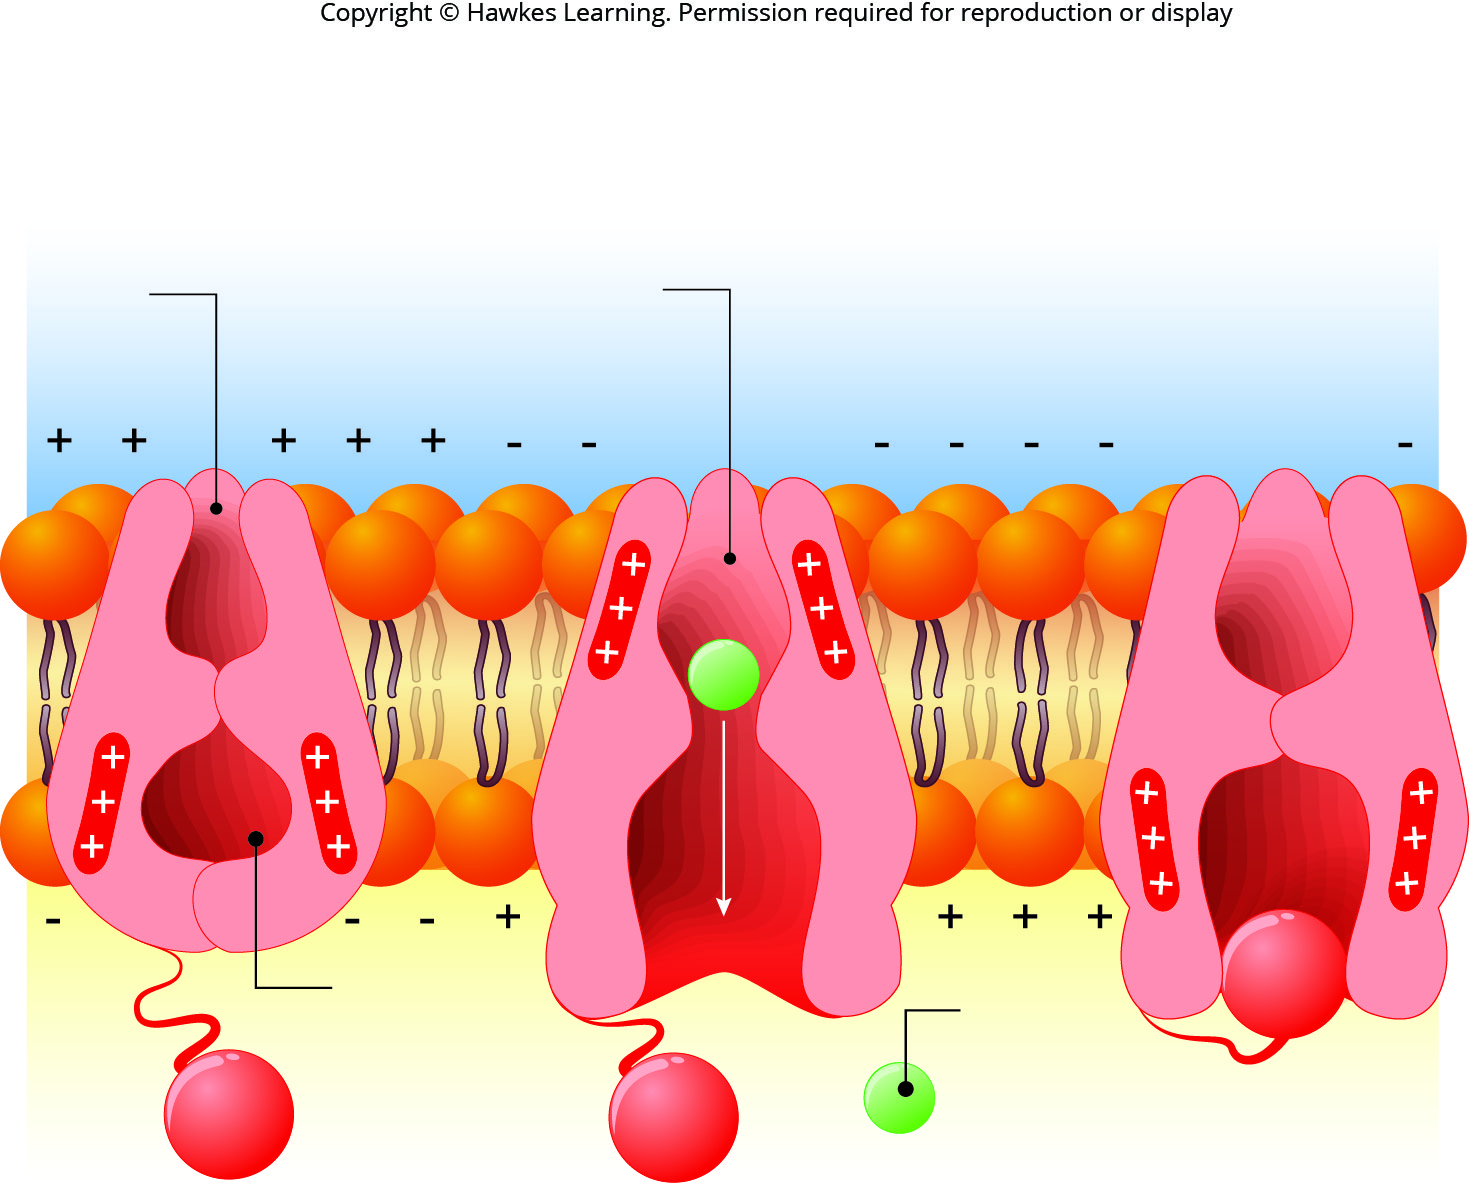 Copyright © Hawkes Learning. Permission required for reproduction or display
+ + + + + - - - - - - -
+ + + +
+ + + +
+ + + +
+ + + +
+ + + +
- - - + + + +